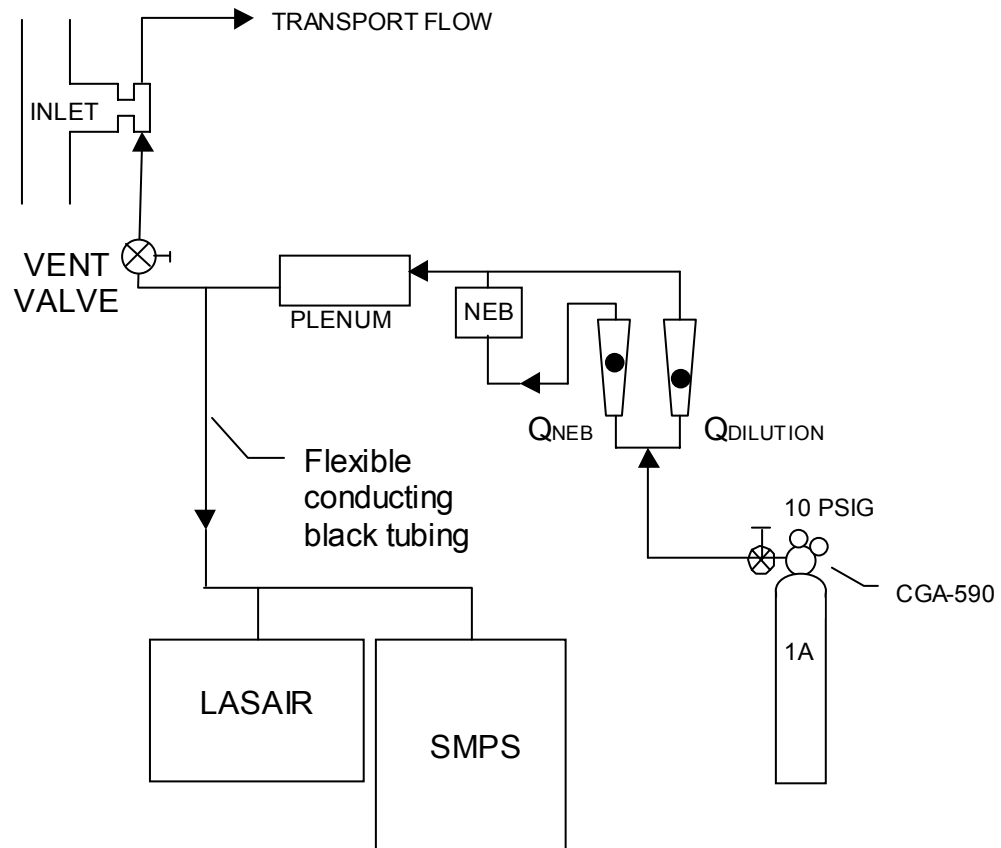 TRANSPORT FLOW
INLET
VENT
VALVE
PLENUM
NEB
QNEB
QDILUTION
Flexible
conducting
black tubing
10 PSIG
CGA-590
1A
LASAIR
SMPS